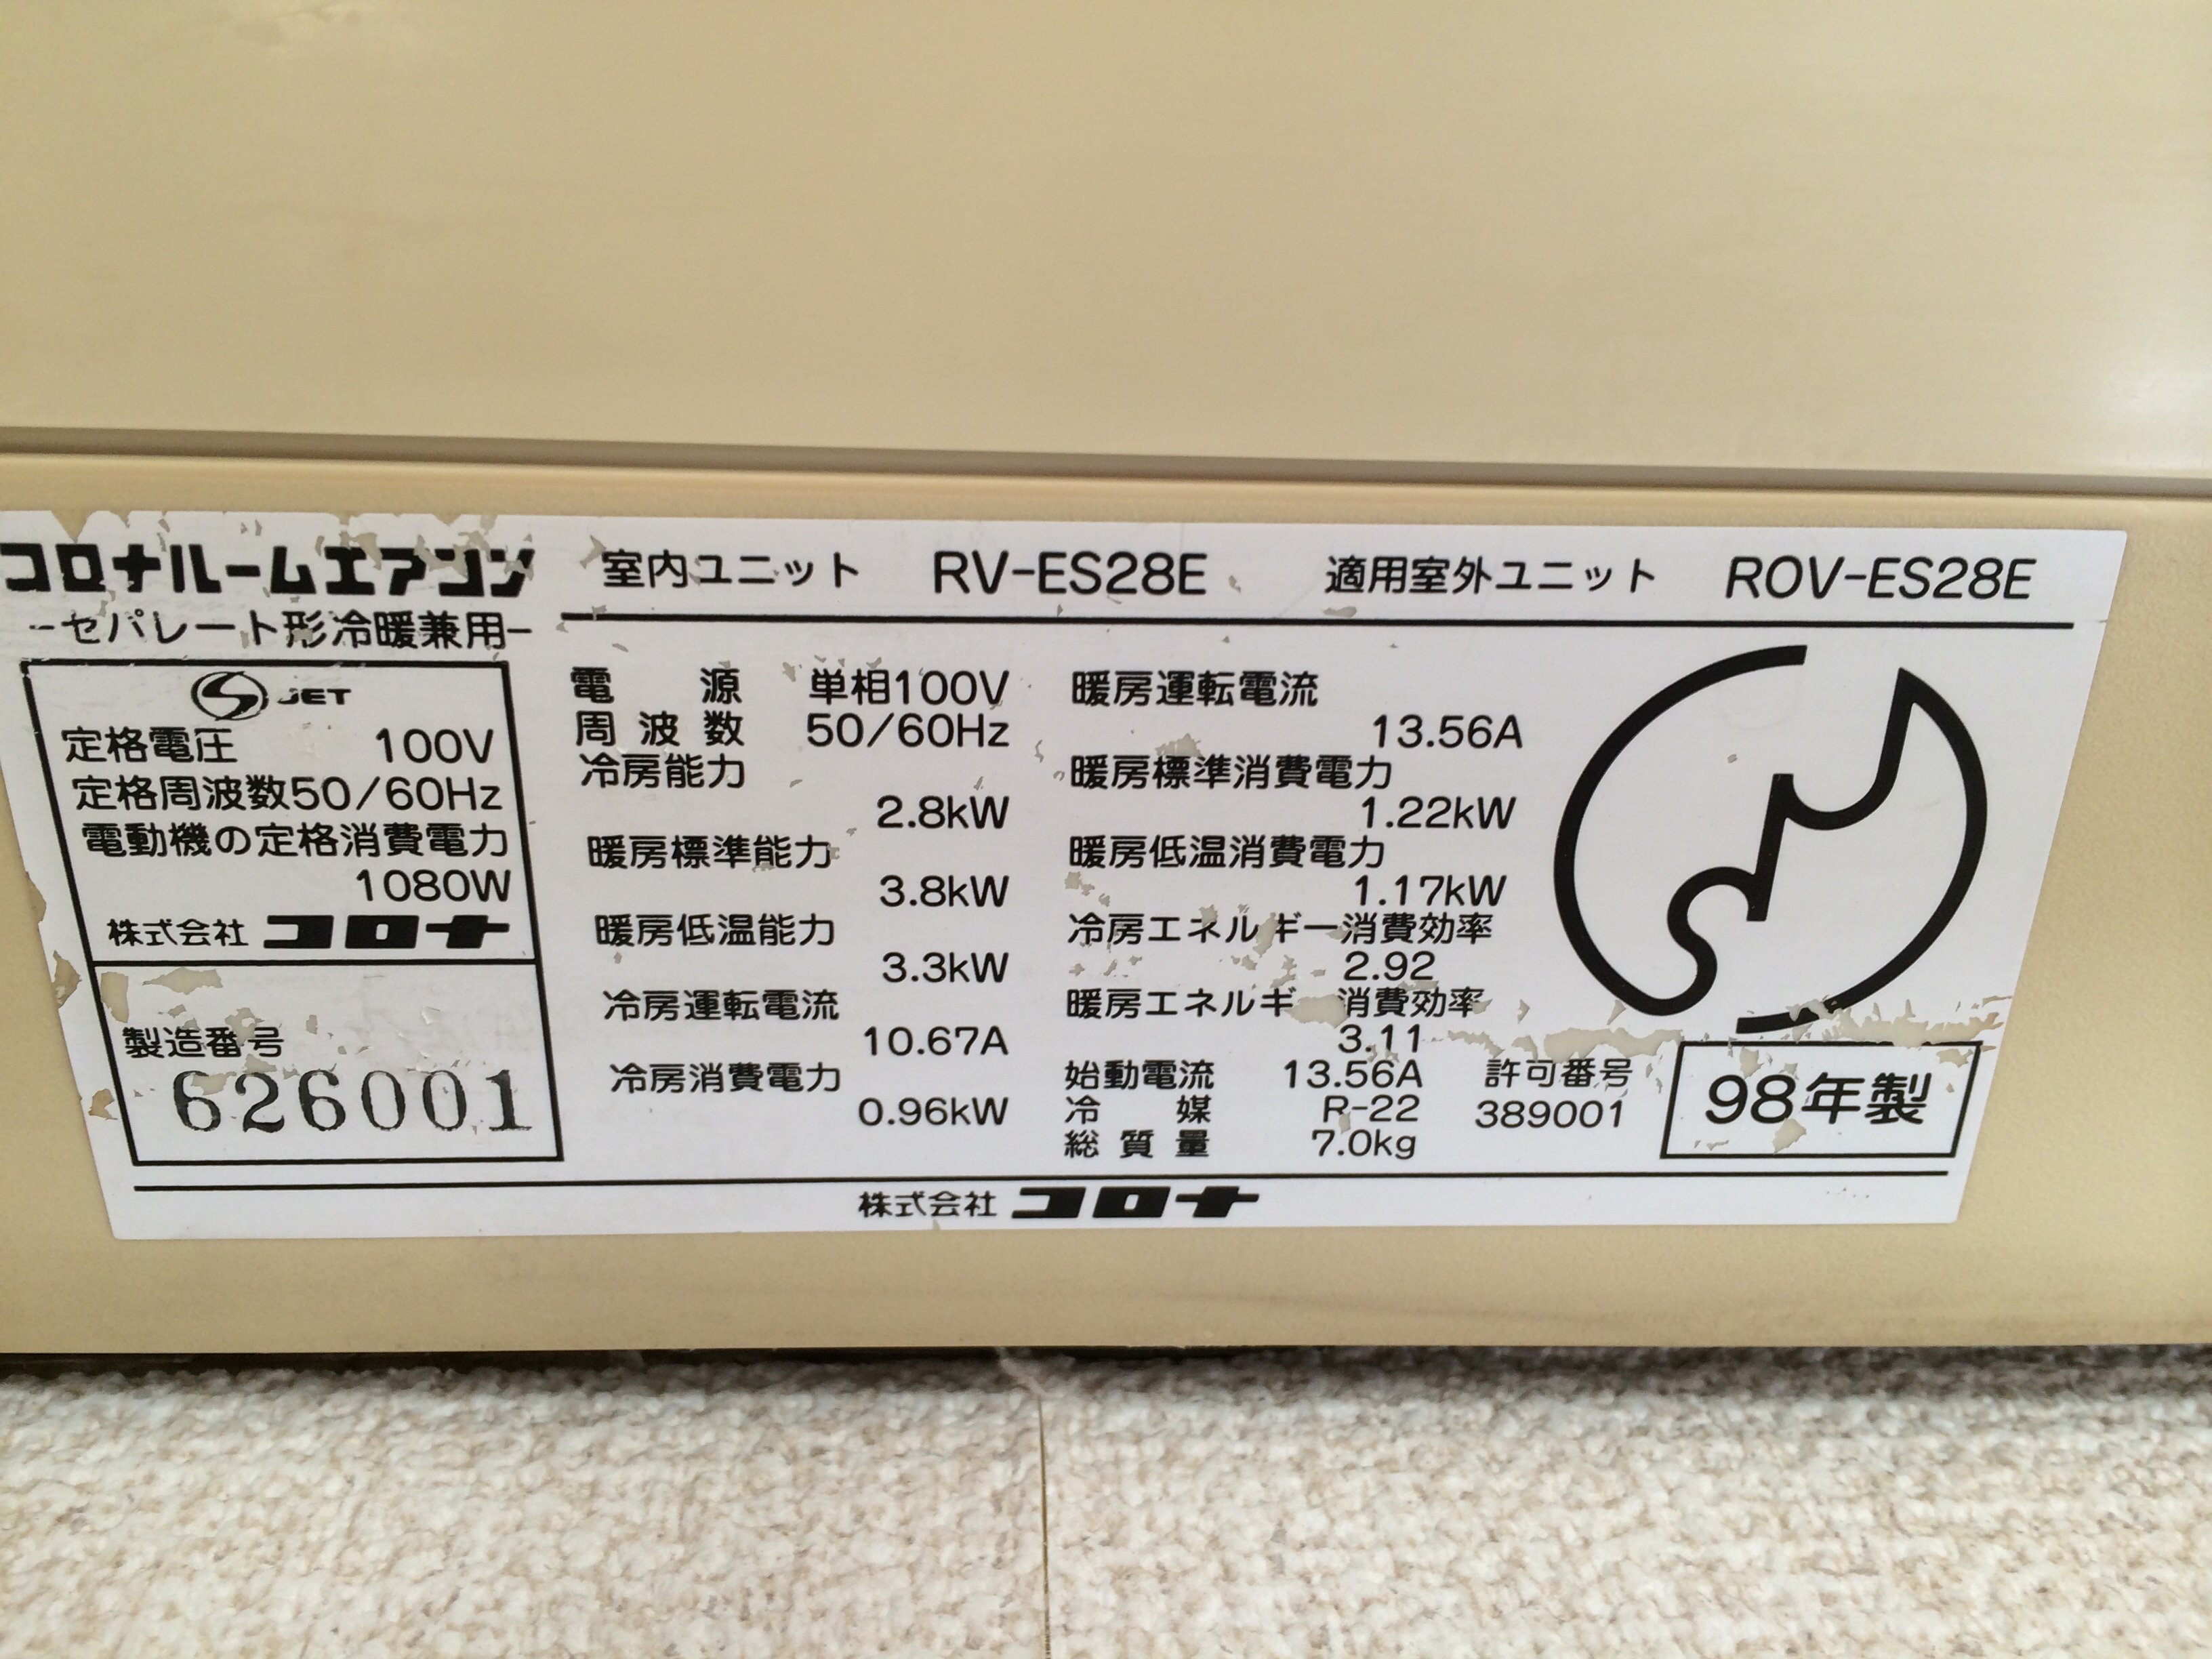 コロナルームエアコン
-セパレート形冷暖兼用-
室内ユニット RV-ES28E 適用室外ユニット ROV-ES28E
S JET
定格電圧 100V
定格周波数50/60Hz
電動機の定格消費電力
1080W
株式会社 コロナ
製造番号
626001
電源 単相100V
周波数 50/60Hz
冷房能力
2.8kW
暖房標準能力
3.8kW
暖房低温能力
3.3kW
冷房運転電流
10.67A
冷房消費電力
0.96kW
暖房運転電流
13.56A
暖房標準消費電力
1.22kW
暖房低温消費電力
1.17kW
冷房エネルギー消費効率
2.92
暖房エネルギ 消費効率
3.11
始動電流 13.56A
冷媒 R-22
総質量 7.0kg
許可番号
389001
98年製
株式会社 コロナ